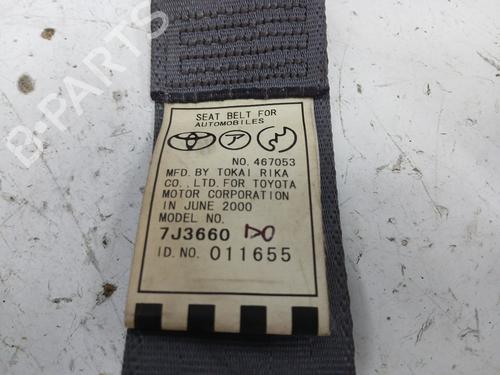 SEAT BELT FOR
AUTOMOBILES
ア
NO. 467053
MFD. BY TOKAI RIKA
CO., LTD. FOR TOYOTA
MOTOR CORPORATION
IN JUNE 2000
MODEL NO.
7J3660
I.D. NO. 011655
B-PARTS